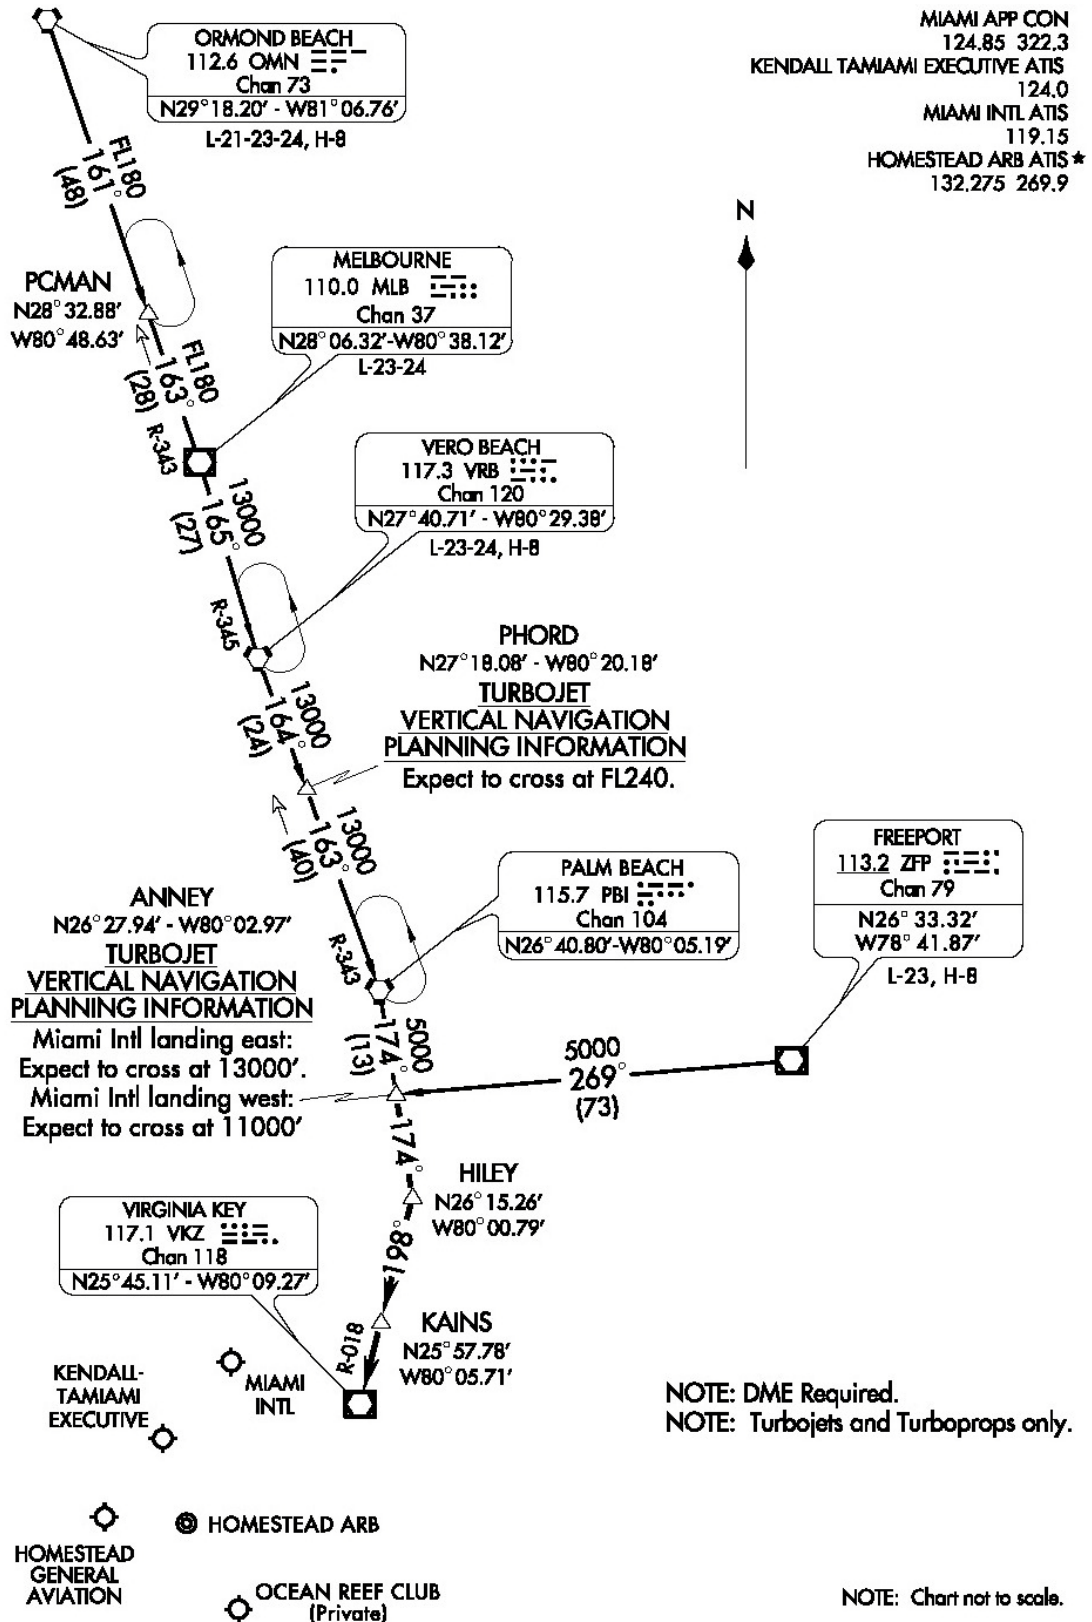 MIAMI APP CON
124.85 322.3
KENDALL TAMIAMI EXECUTIVE ATIS
124.0
MIAMI INTL ATIS
119.15
HOMESTEAD ARB ATIS ★
132.275 269.9
ORMOND BEACH
112.6 OMN
Chan 73
N29°18.20' - W81°06.76'
L-21-23-24, H-8
N
FL180
161°
(48)
PCMAN
N28°32.88'
W80°48.63'
MELBOURNE
110.0 MLB
Chan 37
N28°06.32'-W80°38.12'
L-23-24
FL180
163°
(28)
R-343
VERO BEACH
117.3 VRB
Chan 120
N27°40.71' - W80°29.38'
L-23-24, H-8
13000
165°
(27)
R-345
PHORD
N27°18.08' - W80°20.18'
TURBOJET
VERTICAL NAVIGATION
PLANNING INFORMATION
Expect to cross at FL240.
13000
164°
(24)
13000
163°
(40)
R-343
PALM BEACH
115.7 PBI
Chan 104
N26°40.80'-W80°05.19'
FREEPORT
113.2 ZFP
Chan 79
N26°33.32'
W78°41.87'
L-23, H-8
ANNEY
N26°27.94' - W80°02.97'
TURBOJET
VERTICAL NAVIGATION
PLANNING INFORMATION
Miami Intl landing east:
Expect to cross at 13000'.
Miami Intl landing west:
Expect to cross at 11000'
5000
174°
(13)
5000
269°
(73)
174°
HILEY
N26°15.26'
W80°00.79'
198°
VIRGINIA KEY
117.1 VKZ
Chan 118
N25°45.11' - W80°09.27'
KAINS
N25°57.78'
W80°05.71'
R-018
KENDALL-
TAMIAMI
EXECUTIVE
MIAMI
INTL
NOTE: DME Required.
NOTE: Turbojets and Turboprops only.
HOMESTEAD ARB
HOMESTEAD
GENERAL
AVIATION
OCEAN REEF CLUB
(Private)
NOTE: Chart not to scale.